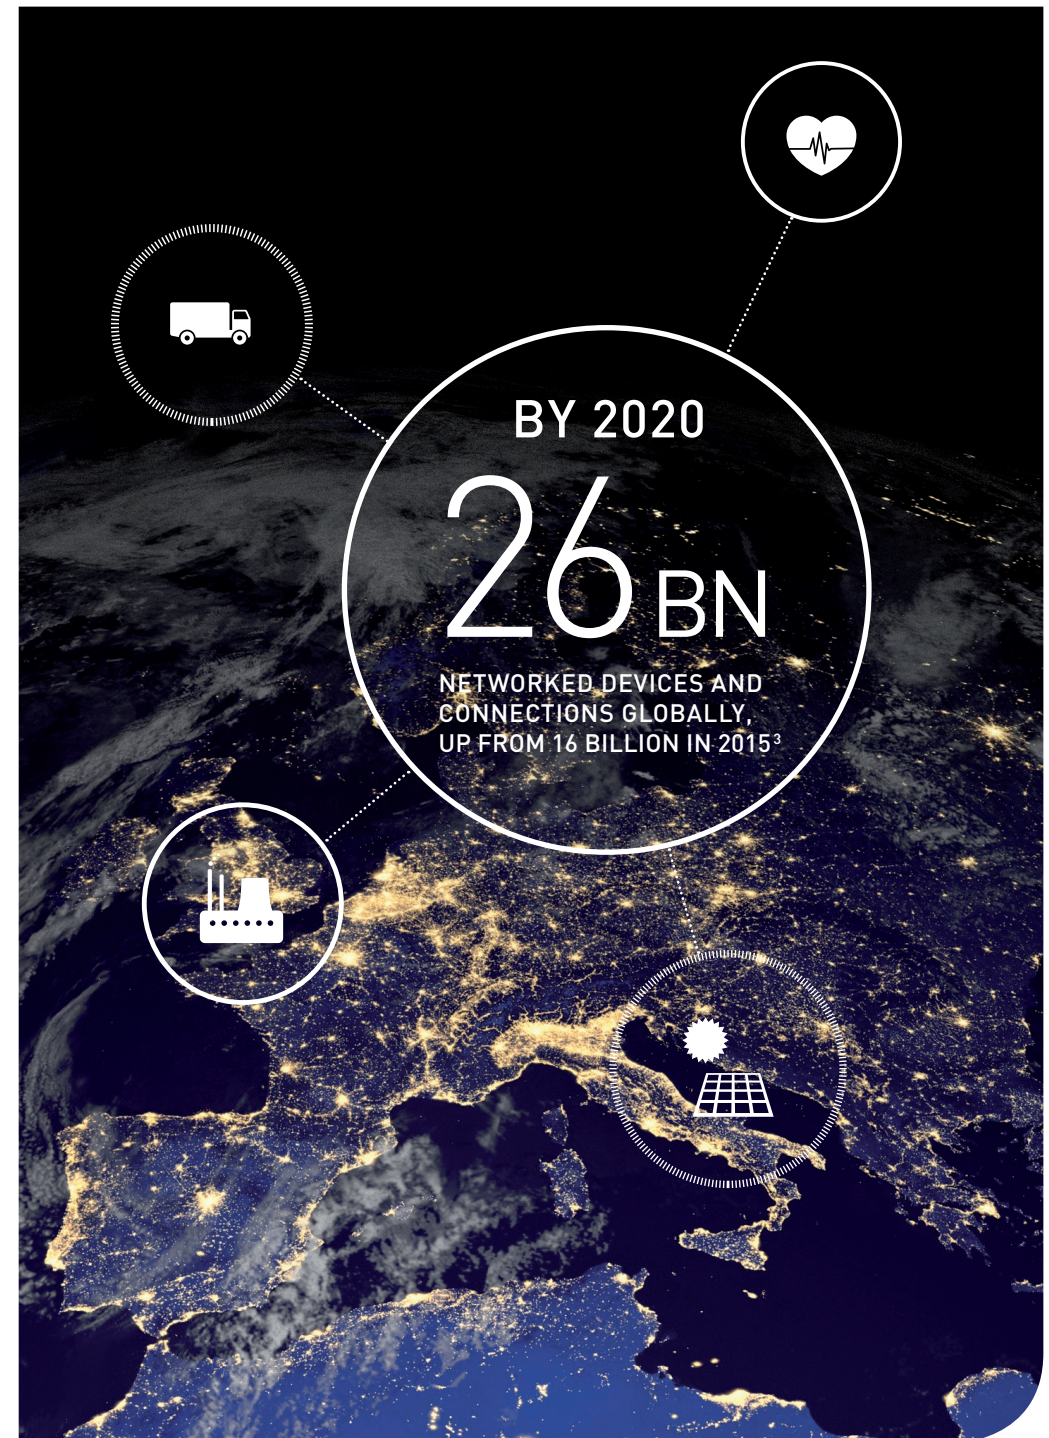 BY 2020
26 BN
NETWORKED DEVICES AND
CONNECTIONS GLOBALLY,
UP FROM 16 BILLION IN 2015³